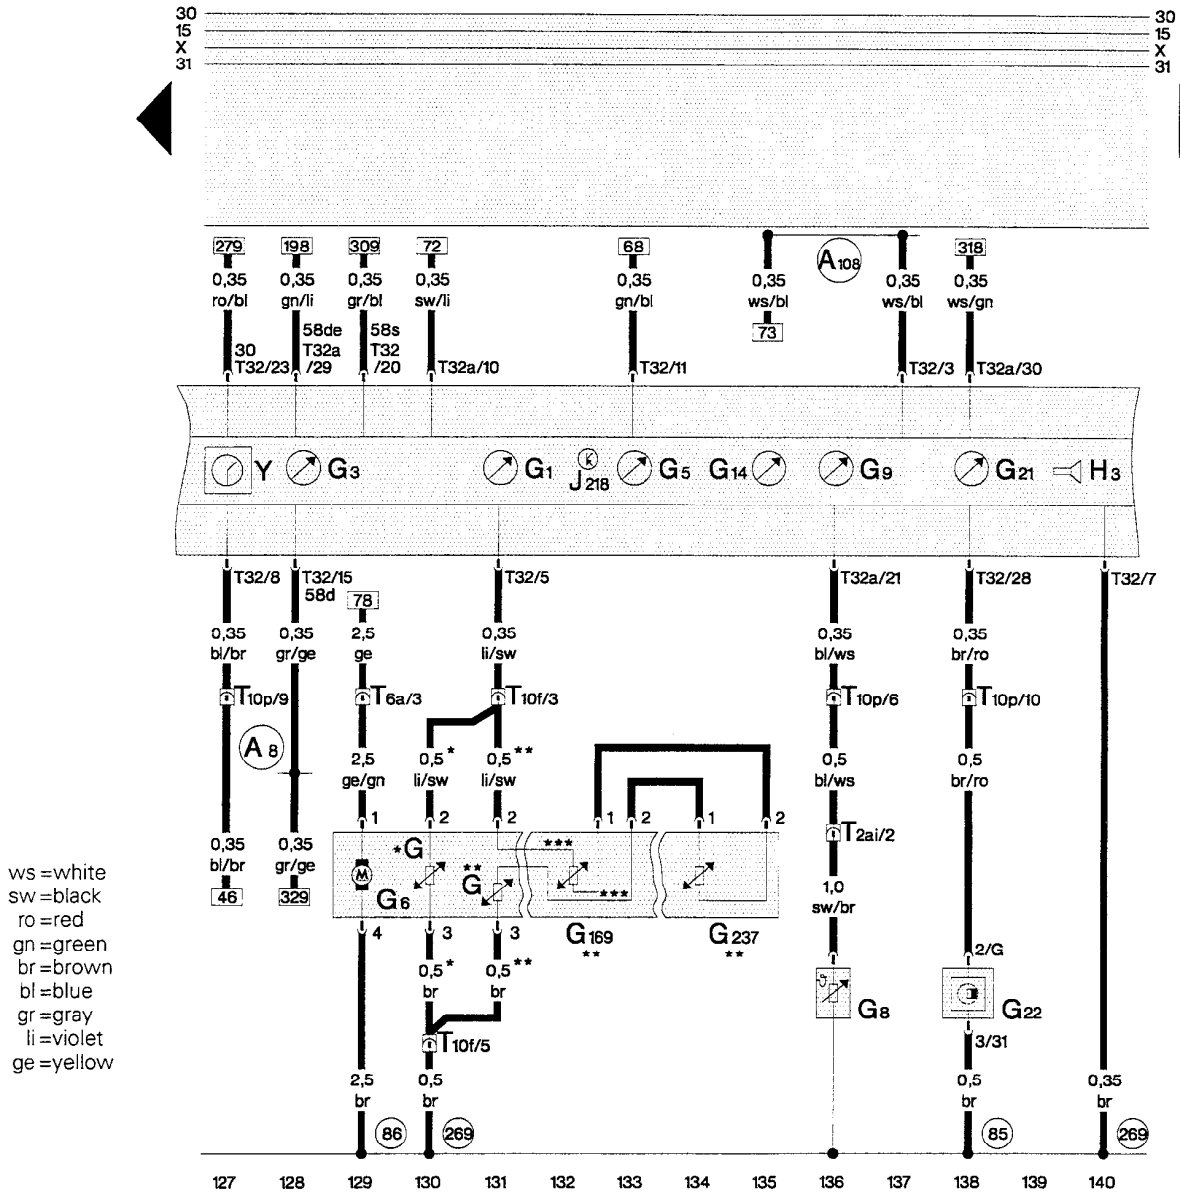 30 30
15 15
X X
31 31
279 198 309 72 68 A108 318
0,35 0,35 0,35 0,35 0,35 0,35 0,35 0,35
ro/bl gn/li gr/bl sw/li gn/bl ws/bl ws/bl ws/gn
58de 58s 73
30 T32a T32
T32/23 /29 /20 T32a/10 T32/11 T32/3 T32a/30
Y G3 G1 J218 G5 G14 G9 G21 H3
T32/8 T32/15 T32/5 T32a/21 T32/28 T32/7
58d 78
0,35 0,35 2,5 0,35 0,35 0,35
bl/br gr/ge ge li/sw bl/ws br/ro
T10p/9 T6a/3 T10f/3 T10p/6 T10p/10
A8
2,5 0,5 * 0,5 ** 0,5 0,5
ge/gn li/sw li/sw bl/ws br/ro
1 2 2 1 2 1 2
T2ai/2
0,35 0,35 *G ***
bl/br gr/ge M ** G ***
46 329 G6
1,0
sw/br
4 3 3 G169 G237
** **
2/G
0,5 * 0,5 **
br br
G8 G22
T10f/5 3/31
2,5 0,5 0,5 0,35
br br br br
86 269 85 269
127 128 129 130 131 132 133 134 135 136 137 138 139 140
ws =white
sw =black
ro =red
gn =green
br =brown
bl =blue
gr =gray
li =violet
ge =yellow